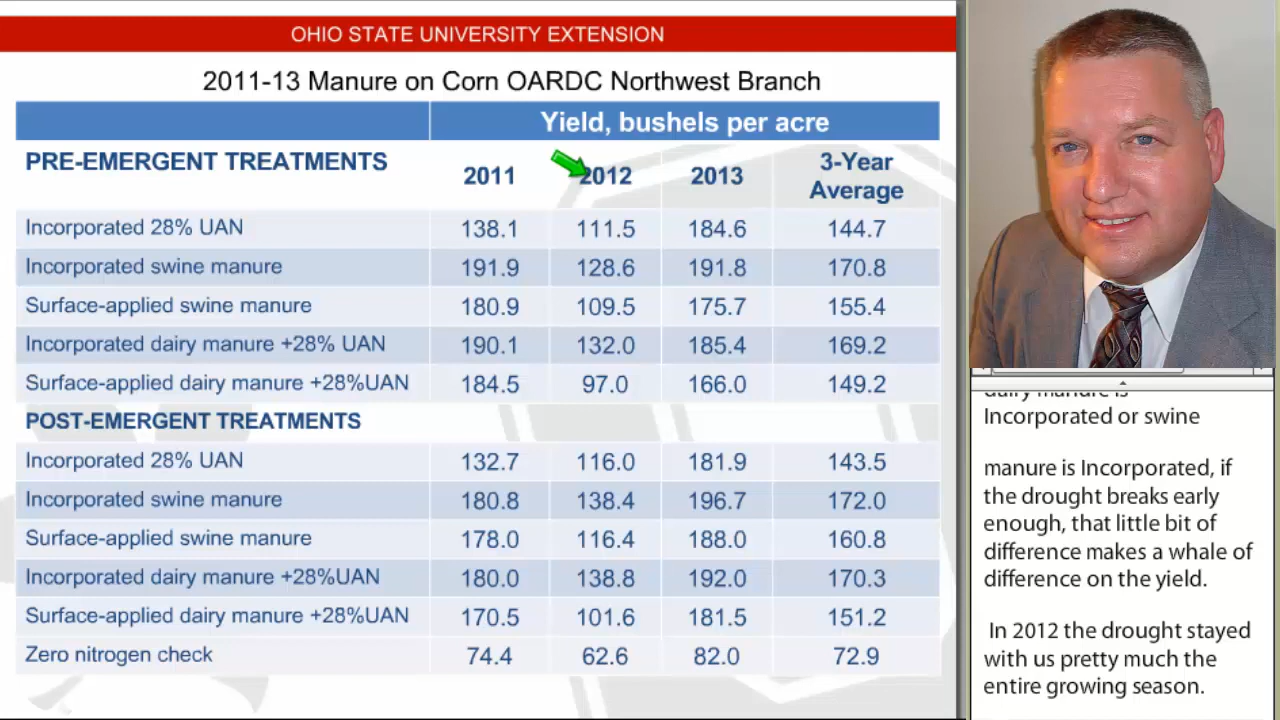 OHIO STATE UNIVERSITY EXTENSION
2011-13 Manure on Corn OARDC Northwest Branch
Yield, bushels per acre
PRE-EMERGENT TREATMENTS 2011 2012 2013 3-Year Average
Incorporated 28% UAN 138.1 111.5 184.6 144.7
Incorporated swine manure 191.9 128.6 191.8 170.8
Surface-applied swine manure 180.9 109.5 175.7 155.4
Incorporated dairy manure +28% UAN 190.1 132.0 185.4 169.2
Surface-applied dairy manure +28%UAN 184.5 97.0 166.0 149.2
POST-EMERGENT TREATMENTS
Incorporated 28% UAN 132.7 116.0 181.9 143.5
Incorporated swine manure 180.8 138.4 196.7 172.0
Surface-applied swine manure 178.0 116.4 188.0 160.8
Incorporated dairy manure +28%UAN 180.0 138.8 192.0 170.3
Surface-applied dairy manure +28%UAN 170.5 101.6 181.5 151.2
Zero nitrogen check 74.4 62.6 82.0 72.9
dairy manure is
Incorporated or swine
manure is Incorporated, if
the drought breaks early
enough, that little bit of
difference makes a whale of
difference on the yield.
In 2012 the drought stayed
with us pretty much the
entire growing season.